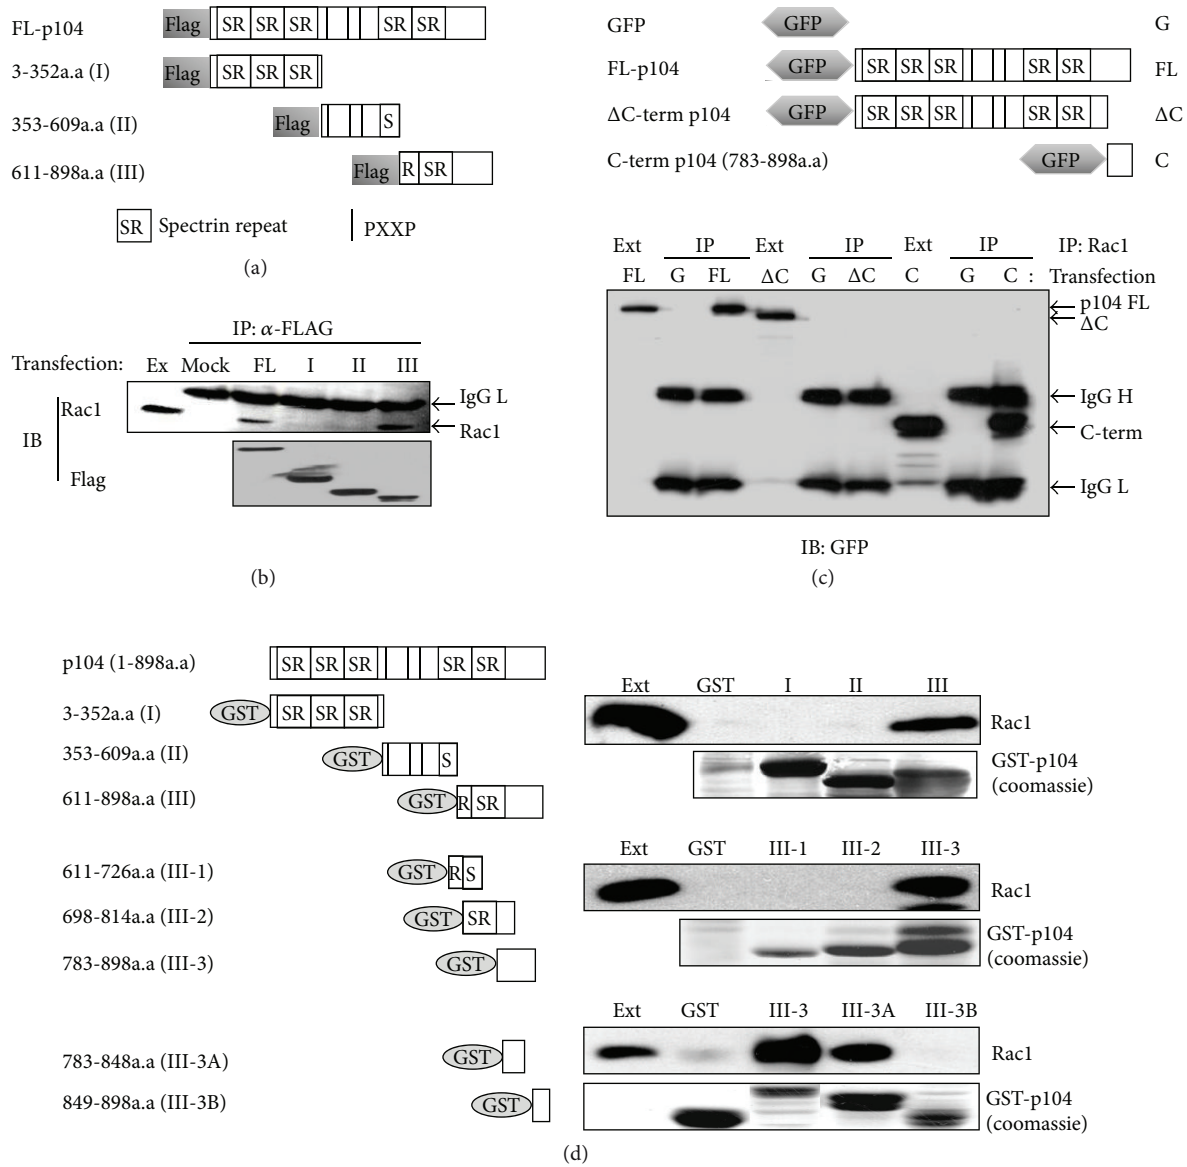 FL-p104 Flag SR SR SR SR SR
3-352a.a (I) Flag SR SR SR
353-609a.a (II) Flag S
611-898a.a (III) Flag R SR
SR Spectrin repeat PXXP
(a)
IP: α-FLAG
Transfection: Ex Mock FL I II III
IB Rac1 IgG L
Rac1
Flag
(b)
GFP GFP G
FL-p104 GFP SR SR SR SR SR FL
ΔC-term p104 GFP SR SR SR SR SR ΔC
C-term p104 (783-898a.a) GFP C
Ext IP Ext IP Ext IP IP: Rac1
FL G FL ΔC G ΔC C G C : Transfection
p104 FL
ΔC
IgG H
C-term
IgG L
IB: GFP
(c)
p104 (1-898a.a) SR SR SR SR SR
3-352a.a (I) GST SR SR SR
353-609a.a (II) GST S
611-898a.a (III) GST R SR
611-726a.a (III-1) GST R S
698-814a.a (III-2) GST SR
783-898a.a (III-3) GST
783-848a.a (III-3A) GST
849-898a.a (III-3B) GST
Ext GST I II III
Rac1
GST-p104
(coomassie)
Ext GST III-1 III-2 III-3
Rac1
GST-p104
(coomassie)
Ext GST III-3 III-3A III-3B
Rac1
GST-p104
(coomassie)
(d)